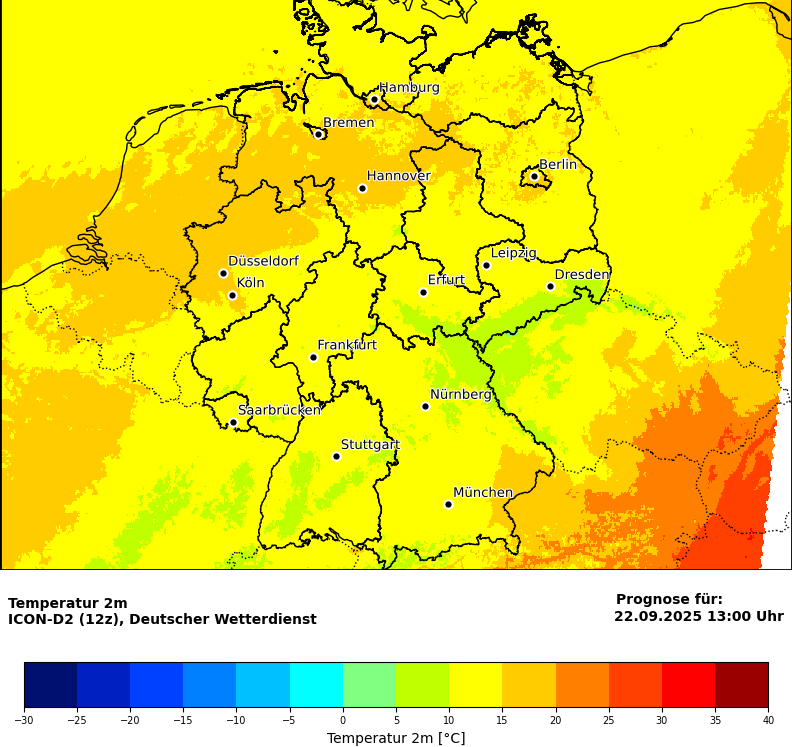 Hamburg
Bremen
Berlin
Hannover
Leipzig
Düsseldorf
Dresden
Köln
Erfurt
Frankfurt
Nürnberg
Saarbrücken
Stuttgart
München
Temperatur 2m
ICON-D2 (12z), Deutscher Wetterdienst
Prognose für:
22.09.2025 13:00 Uhr
−30 −25 −20 −15 −10 −5 0 5 10 15 20 25 30 35 40
Temperatur 2m [°C]